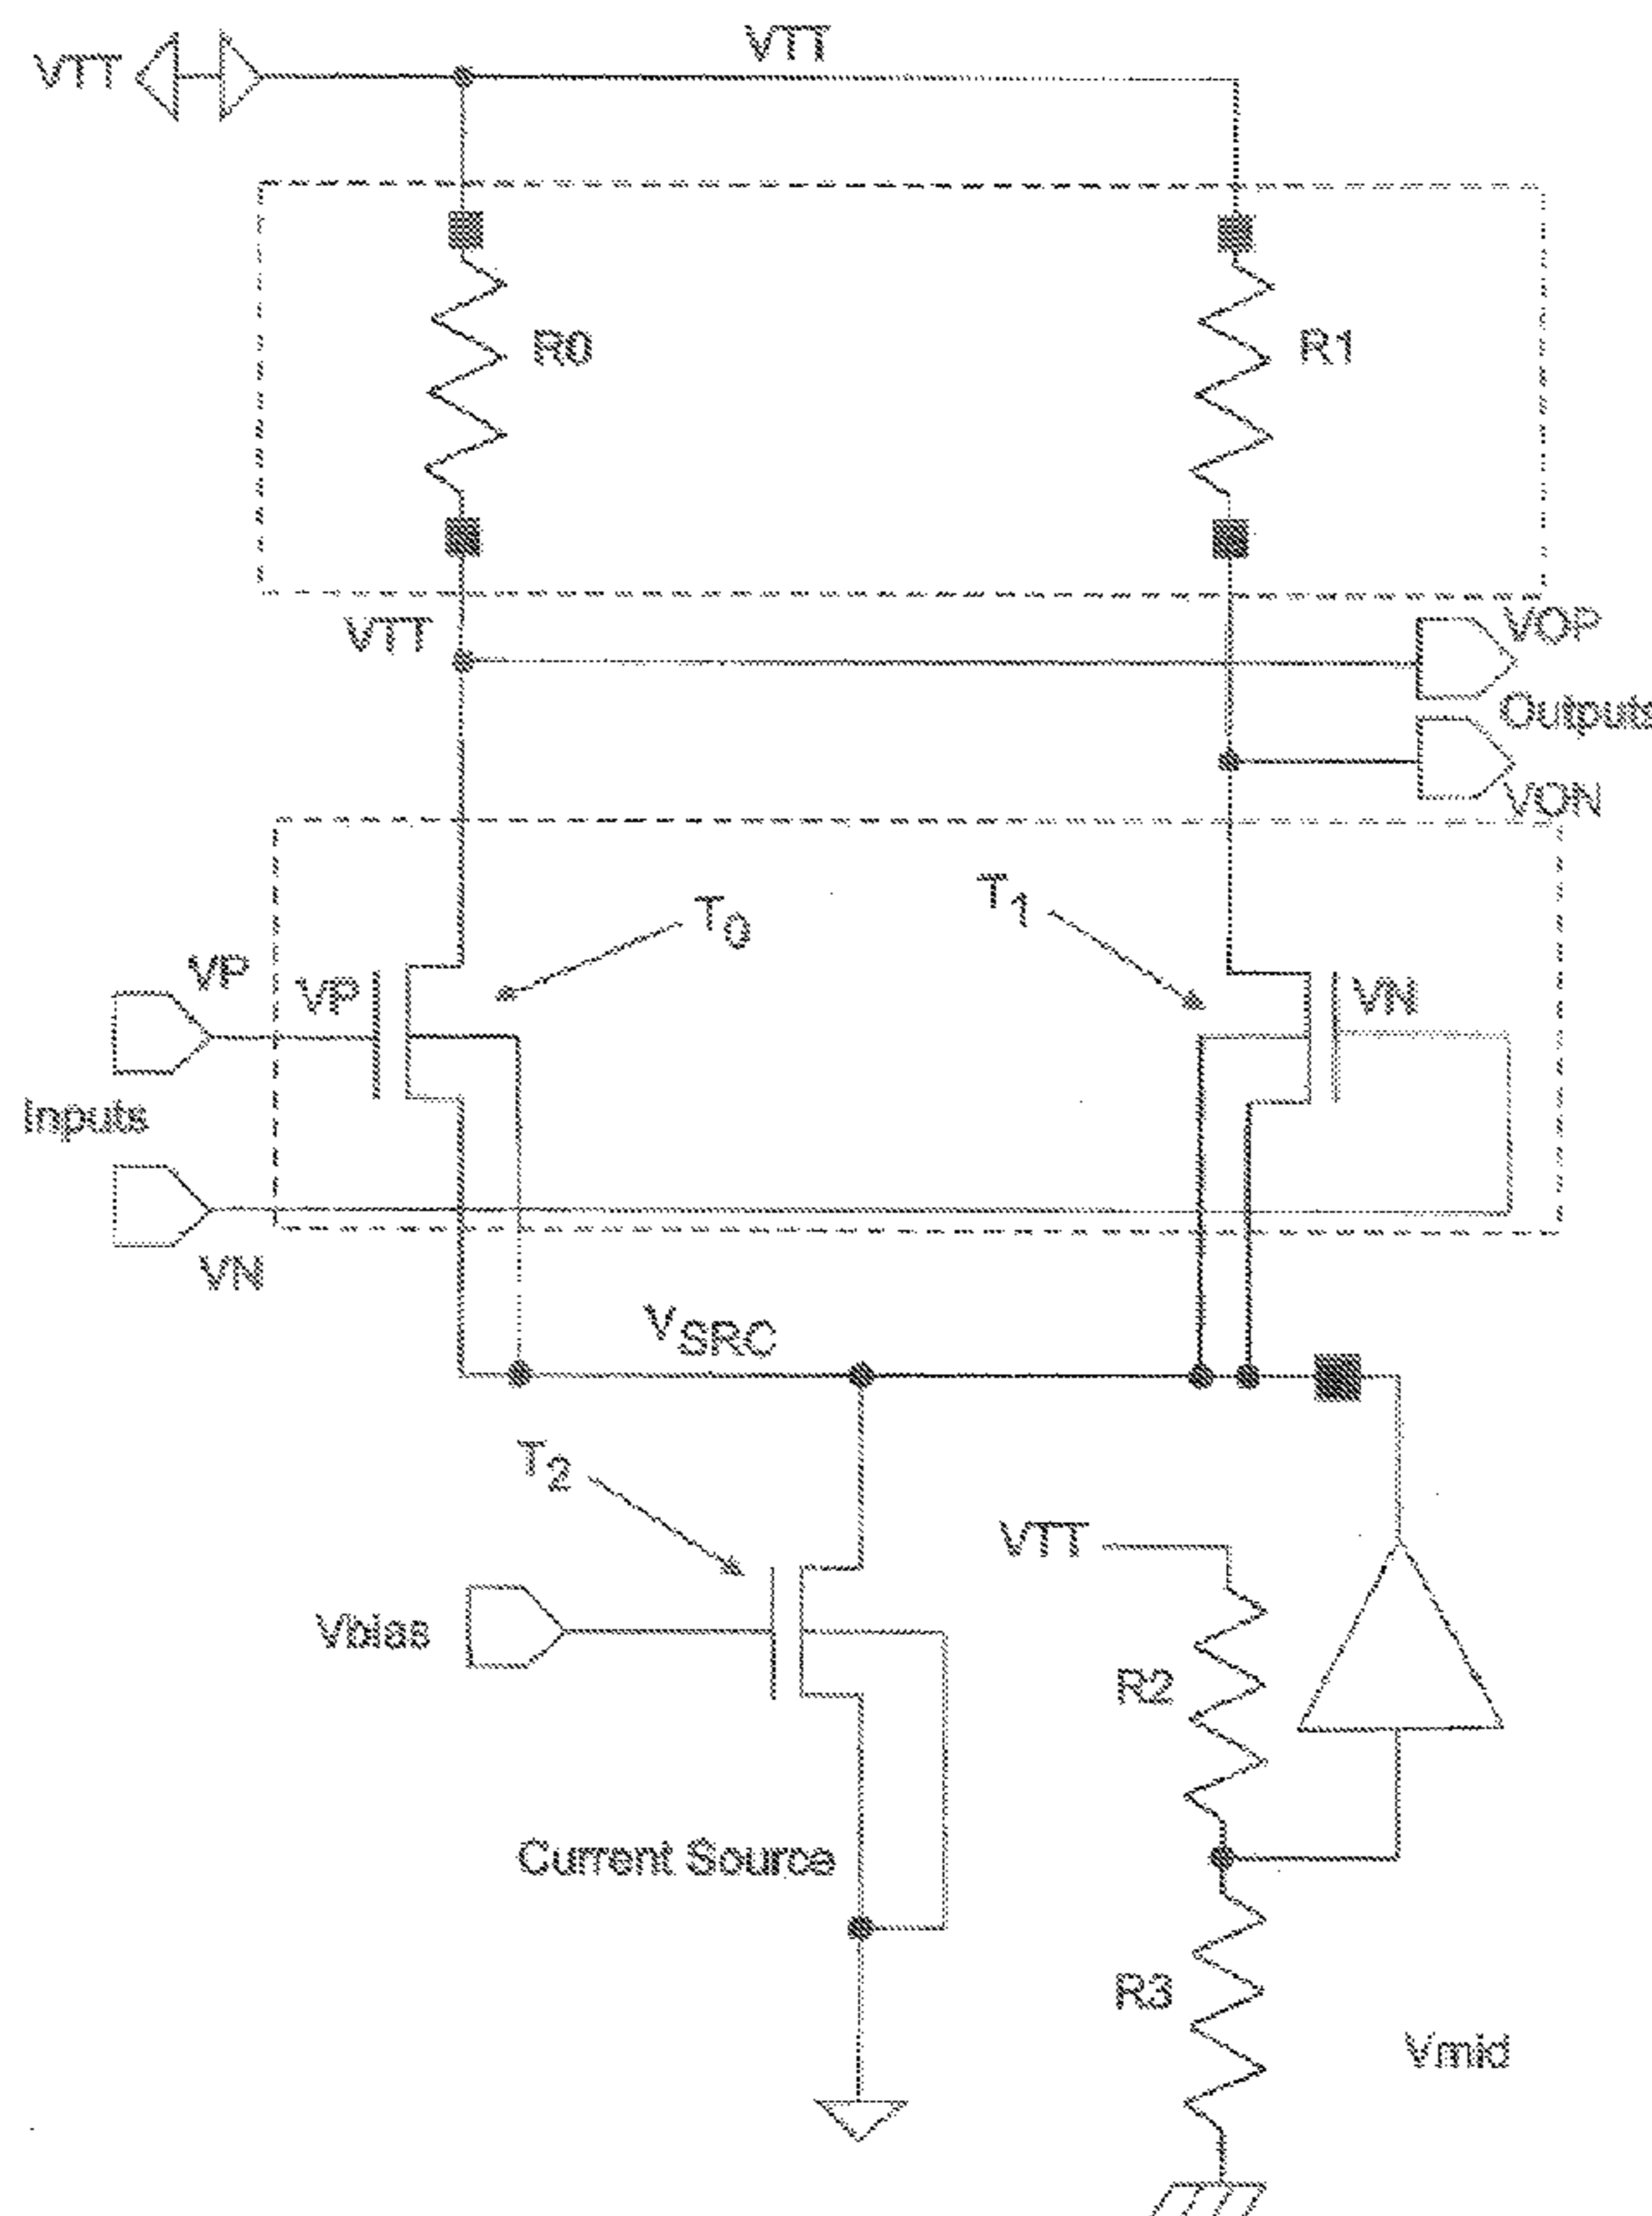 VTT
VTT
R0
R1
VTT
VOP
Outputs
VON
T0
T1
VP
VP
VN
Inputs
VN
VSRC
T2
VTT
Vbias
R2
Current Source
R3
Vmid